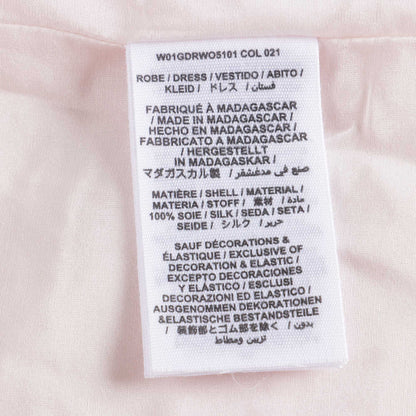 W01GDRWO5101 COL 021
ROBE / DRESS / VESTIDO / ABITO /
KLEID / ドレス / فستان
FABRIQUÉ À MADAGASCAR
/ MADE IN MADAGASCAR /
HECHO EN MADAGASCAR /
FABBRICATO A MADAGASCAR
/ HERGESTELLT
IN MADAGASKAR /
マダガスカル製 / صنع في مدغشقر
MATIÈRE / SHELL / MATERIAL /
MATERIA / STOFF / 素材 / مادة
100% SOIE / SILK / SEDA / SETA /
SEIDE / シルク / حرير
SAUF DÉCORATIONS &
ÉLASTIQUE / EXCLUSIVE OF
DECORATION & ELASTIC /
EXCEPTO DECORACIONES
Y ELÁSTICO / ESCLUSI
DECORAZIONI ED ELASTICO /
AUSGENOMMEN DEKORATIONEN
&ELASTISCHE BESTANDSTEILE
/ 装飾部とゴム部を除く / بدون
تزيين ومطاط